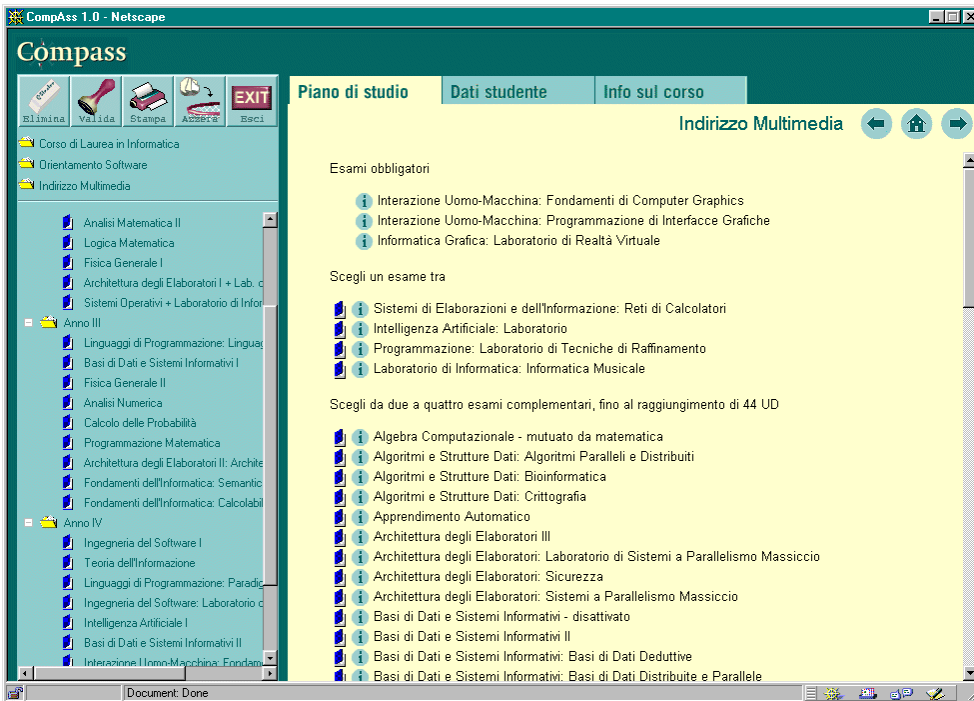 CompAss 1.0 - Netscape
Compass
Elimina
Valida
Stampa
Azzera
EXIT
Esci
Corso di Laurea in Informatica
Orientamento Software
Indirizzo Multimedia
Analisi Matematica II
Logica Matematica
Fisica Generale I
Architettura degli Elaboratori I + Lab.
Sistemi Operativi + Laboratorio di Infor
Anno III
Linguaggi di Programmazione: Linguag
Basi di Dati e Sistemi Informativi I
Fisica Generale II
Analisi Numerica
Calcolo delle Probabilità
Programmazione Matematica
Architettura degli Elaboratori II: Archite
Fondamenti dell'Informatica: Semantic
Fondamenti dell'Informatica: Calcolabil
Anno IV
Ingegneria del Software I
Teoria dell'Informazione
Linguaggi di Programmazione: Paradig
Ingegneria del Software: Laboratorio
Intelligenza Artificiale I
Basi di Dati e Sistemi Informativi II
Interazione Uomo-Macchina: Fondam
Piano di studio
Dati studente
Info sul corso
Indirizzo Multimedia
Esami obbligatori
Interazione Uomo-Macchina: Fondamenti di Computer Graphics
Interazione Uomo-Macchina: Programmazione di Interfacce Grafiche
Informatica Grafica: Laboratorio di Realtà Virtuale
Scegli un esame tra
Sistemi di Elaborazioni e dell'Informazione: Reti di Calcolatori
Intelligenza Artificiale: Laboratorio
Programmazione: Laboratorio di Tecniche di Raffinamento
Laboratorio di Informatica: Informatica Musicale
Scegli da due a quattro esami complementari, fino al raggiungimento di 44 UD
Algebra Computazionale - mutuato da matematica
Algoritmi e Strutture Dati: Algoritmi Paralleli e Distribuiti
Algoritmi e Strutture Dati: Bioinformatica
Algoritmi e Strutture Dati: Crittografia
Apprendimento Automatico
Architettura degli Elaboratori III
Architettura degli Elaboratori: Laboratorio di Sistemi a Parallelismo Massiccio
Architettura degli Elaboratori: Sicurezza
Architettura degli Elaboratori: Sistemi a Parallelismo Massiccio
Basi di Dati e Sistemi Informativi - disattivato
Basi di Dati e Sistemi Informativi II
Basi di Dati e Sistemi Informativi: Basi di Dati Deduttive
Basi di Dati e Sistemi Informativi: Basi di Dati Distribuite e Parallele
Document: Done